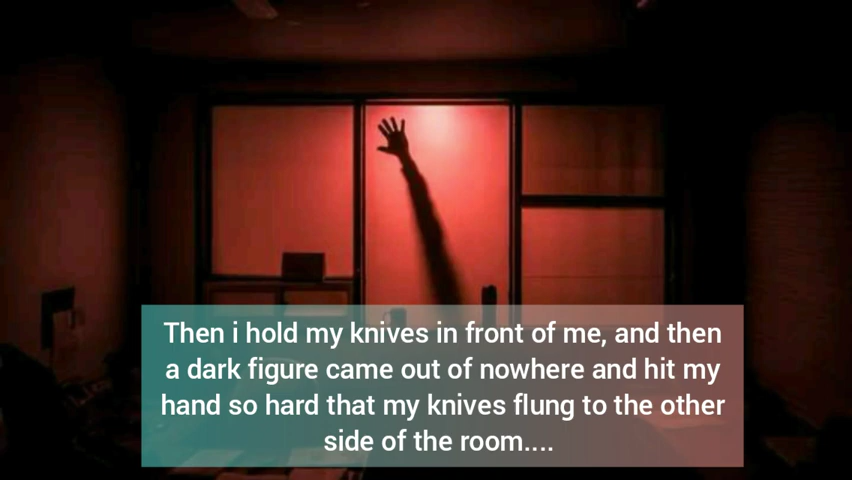 Then i hold my knives in front of me, and then
a dark figure came out of nowhere and hit my
hand so hard that my knives flung to the other
side of the room....